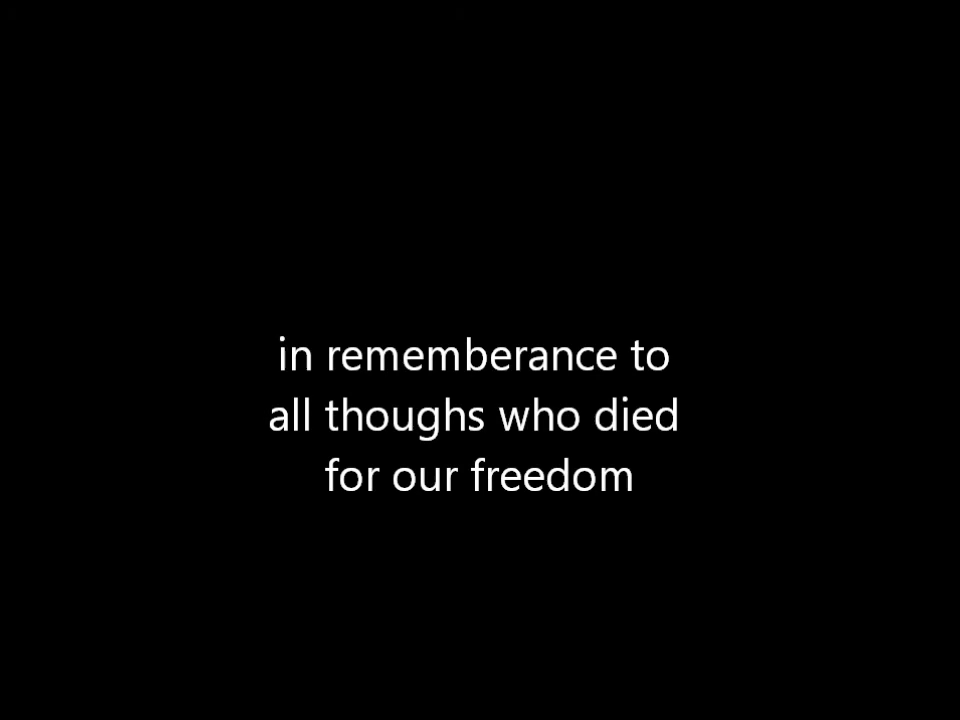 in rememberance to
all thoughs who died
for our freedom